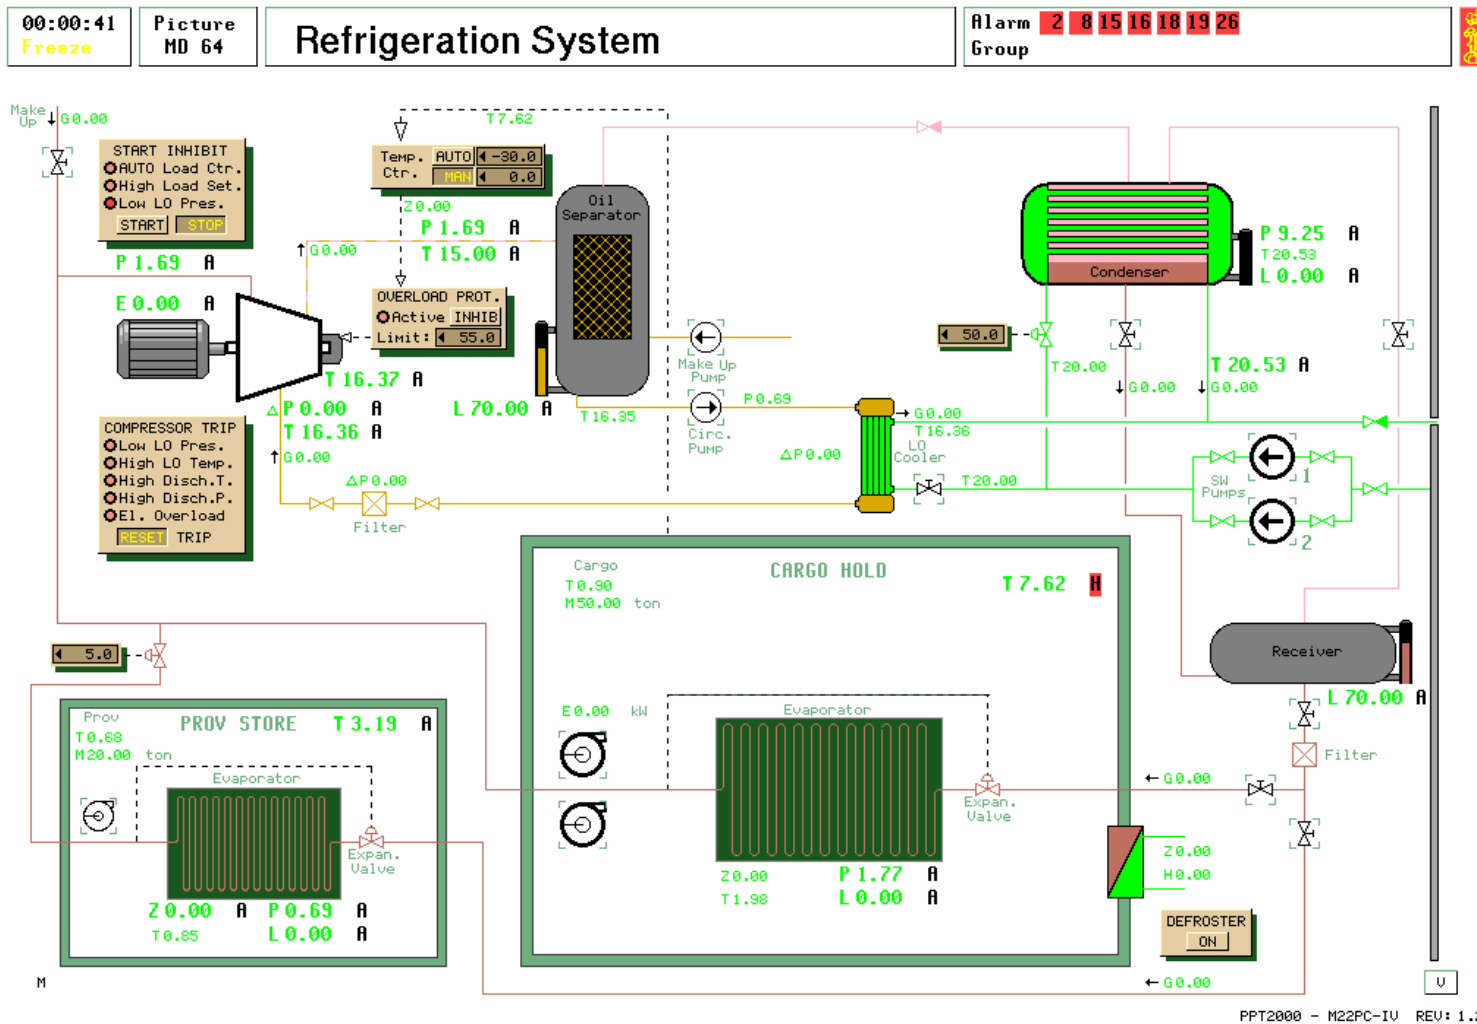 00:00:41
Freeze
Picture
MD 64
Refrigeration System
Alarm 2 8 15 16 18 19 26
Group
Make
Up
G0.00
START INHIBIT
AUTO Load Ctr.
High Load Set.
Low LO Pres.
START STOP
P 1.69 A
E 0.00 A
T 7.62
Temp.
Ctr.
AUTO -30.0
MAN 0.0
Z0.00
P 1.69 A
T 15.00 A
G0.00
OVERLOAD PROT.
Active INHIB
Limit: 55.0
T 16.37 A
△P 0.00 A
T 16.36 A
G0.00
Oil
Separator
L 70.00 A
T16.35
Make Up
Pump
Circ.
Pump
P0.69
△P0.00
G0.00
T16.36
LO
Cooler
T20.00
△P0.00
Filter
COMPRESSOR TRIP
Low LO Pres.
High LO Temp.
High Disch.T.
High Disch.P.
El. Overload
RESET TRIP
Condenser
P 9.25 A
T20.53
L 0.00 A
50.0
T20.00
G0.00
T 20.53 A
G0.00
SW
Pumps
1
2
Cargo
T0.90
M50.00 ton
CARGO HOLD
T 7.62 H
E0.00 kW
Evaporator
Expan.
Valve
Z0.00
T1.98
P 1.77 A
L 0.00 A
Receiver
L 70.00 A
Filter
G0.00
Z0.00
H0.00
DEFROSTER
ON
G0.00
5.0
Prov
T0.68
M20.00 ton
PROV STORE
T 3.19 A
Evaporator
Expan.
Valve
Z 0.00 A
P 0.69 A
T0.85
L 0.00 A
M
V
PPT2000 - M22PC-IV REV: 1.